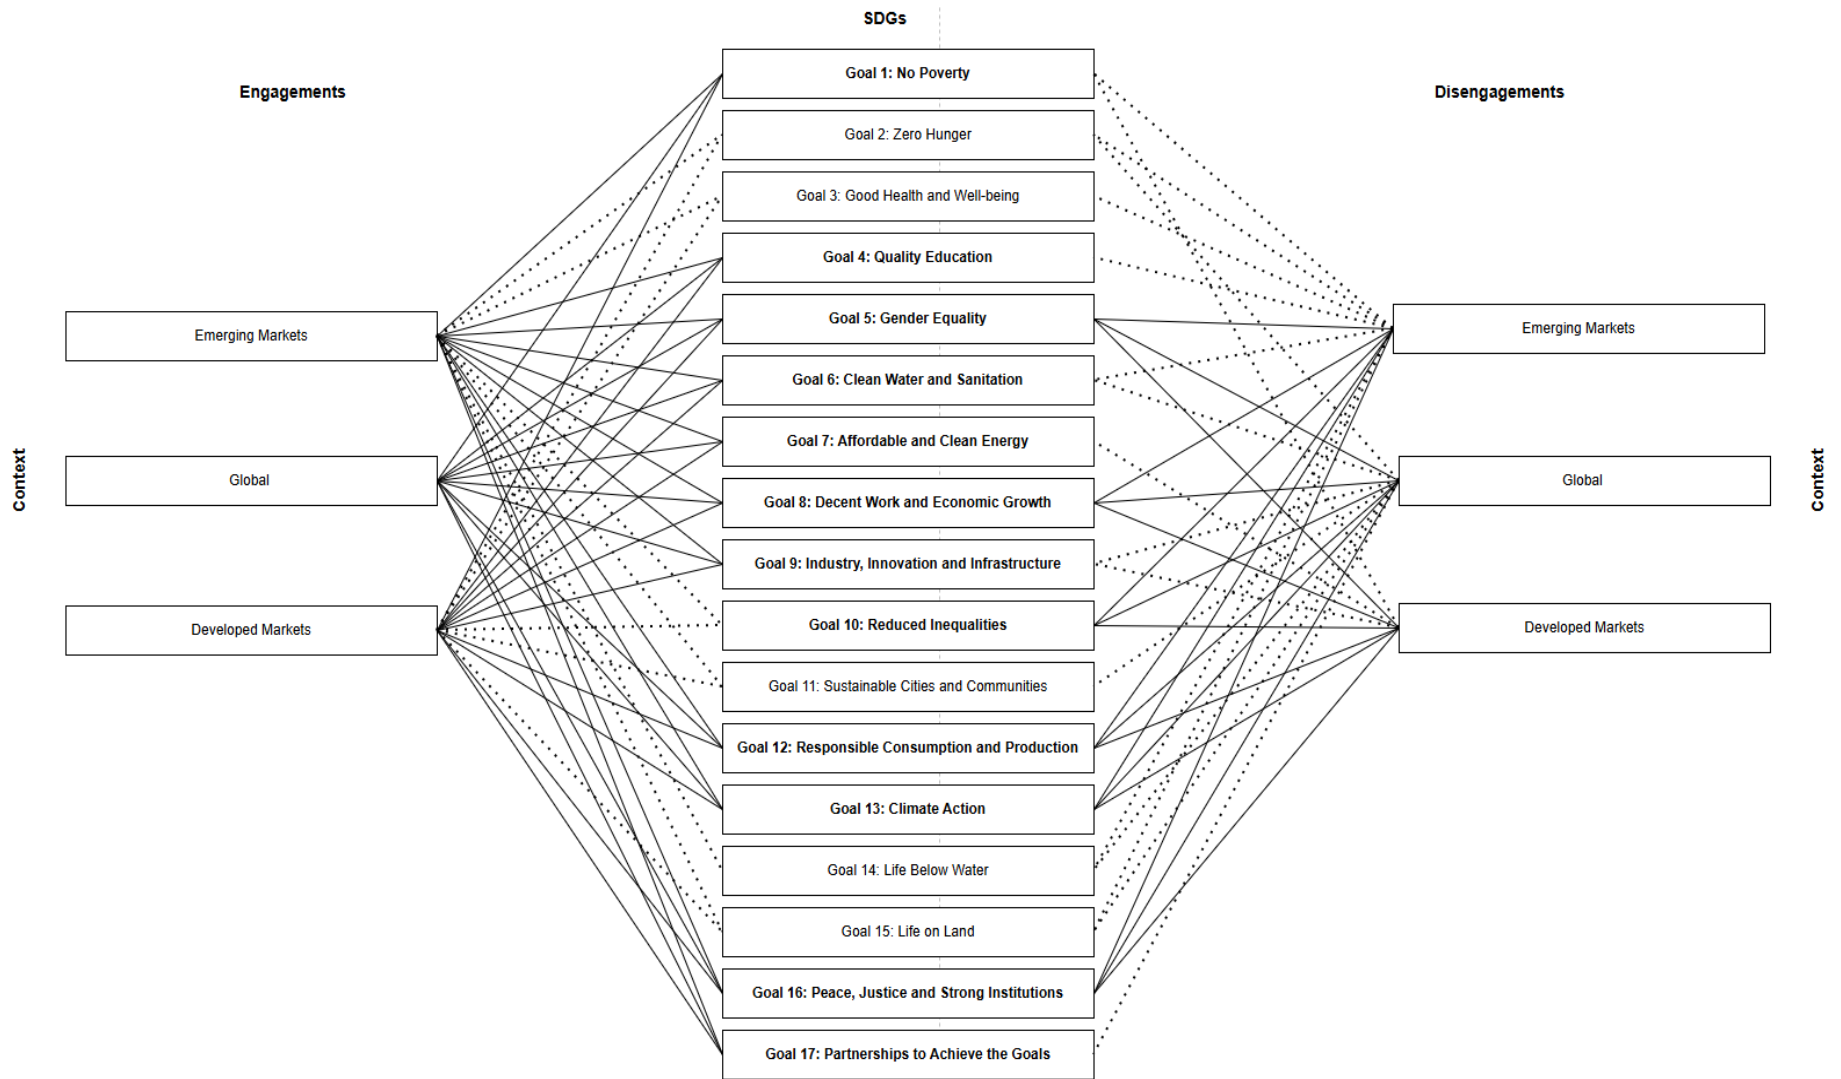 SDGs
Engagements
Disengagements
Goal 1: No Poverty
Goal 2: Zero Hunger
Goal 3: Good Health and Well-being
Goal 4: Quality Education
Goal 5: Gender Equality
Goal 6: Clean Water and Sanitation
Goal 7: Affordable and Clean Energy
Goal 8: Decent Work and Economic Growth
Goal 9: Industry, Innovation and Infrastructure
Goal 10: Reduced Inequalities
Goal 11: Sustainable Cities and Communities
Goal 12: Responsible Consumption and Production
Goal 13: Climate Action
Goal 14: Life Below Water
Goal 15: Life on Land
Goal 16: Peace, Justice and Strong Institutions
Goal 17: Partnerships to Achieve the Goals
Context
Emerging Markets
Global
Developed Markets
Emerging Markets
Global
Developed Markets
Context